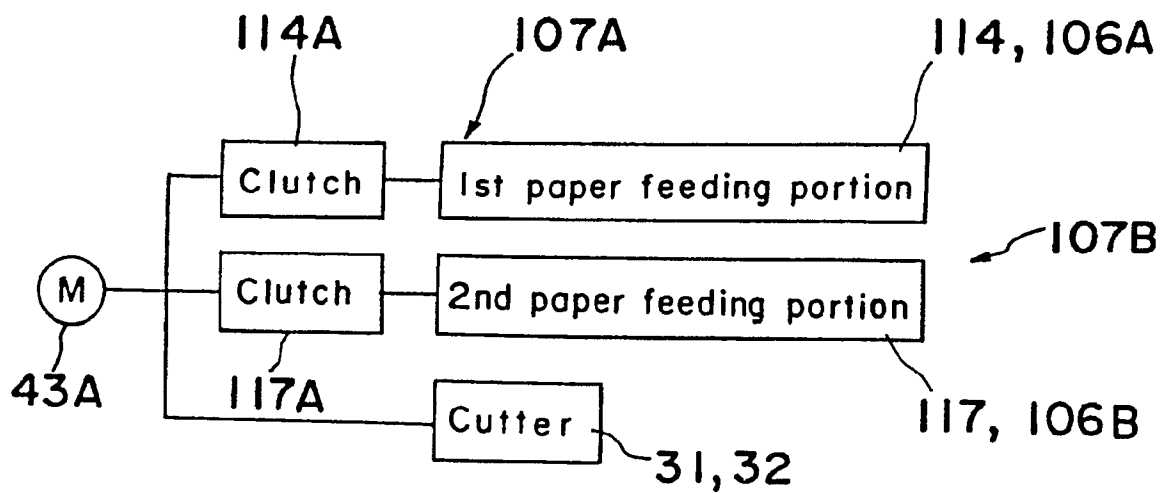 114A
107A
114, 106A
Clutch
1st paper feeding portion
107B
M
Clutch
2nd paper feeding portion
43A
117A
Cutter
117, 106B
31, 32